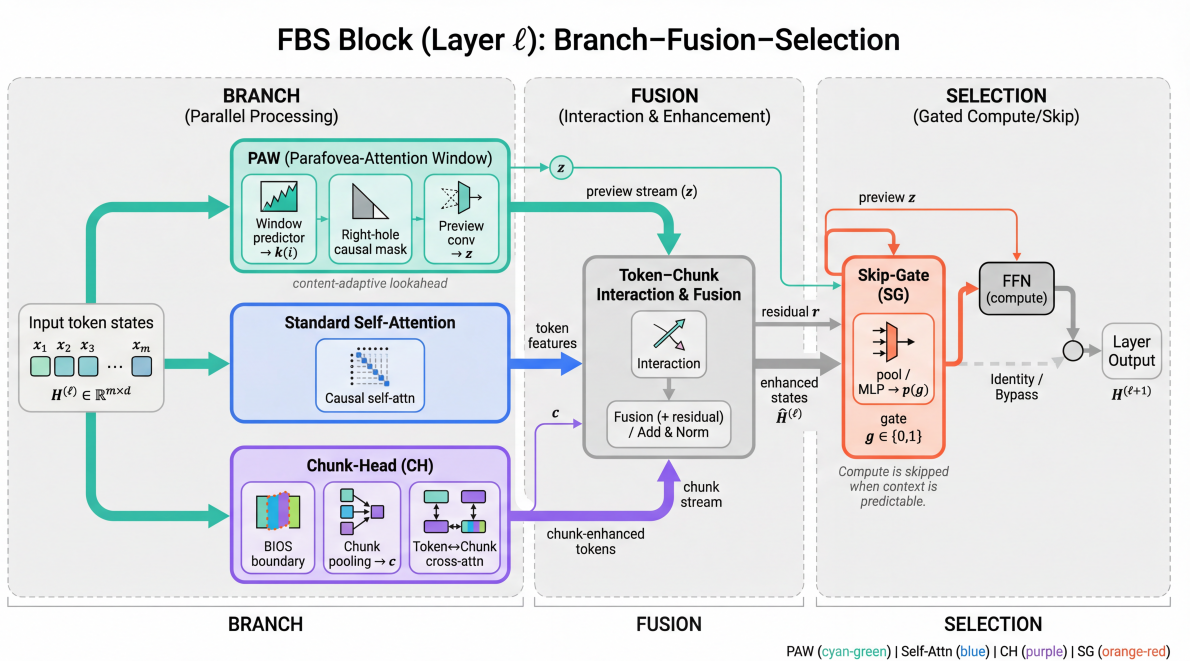 FBS Block (Layer ℓ): Branch–Fusion–Selection
BRANCH
(Parallel Processing)
PAW (Parafovea-Attention Window)
Window
predictor
→ k(i)
Right-hole
causal mask
Preview
conv
→ z
content-adaptive lookahead
Input token states
x₁ x₂ x₃ ··· xₘ
H⁽ℓ⁾ ∈ ℝᵐˣᵈ
Standard Self-Attention
Causal self-attn
Chunk-Head (CH)
BIOS
boundary
Chunk
pooling → c
Token↔Chunk
cross-attn
FUSION
(Interaction & Enhancement)
z
preview stream (z)
Token–Chunk
Interaction & Fusion
Interaction
Fusion (+ residual)
/ Add & Norm
token
features
c
chunk
stream
chunk-enhanced
tokens
residual r
enhanced
states
Ĥ⁽ℓ⁾
SELECTION
(Gated Compute/Skip)
preview z
Skip-Gate
(SG)
pool /
MLP → p(g)
gate
g ∈ {0,1}
Compute is skipped
when context is
predictable.
FFN
(compute)
Identity /
Bypass
Layer
Output
H⁽ℓ⁺¹⁾
BRANCH
FUSION
SELECTION
PAW (cyan-green) | Self-Attn (blue) | CH (purple) | SG (orange-red)